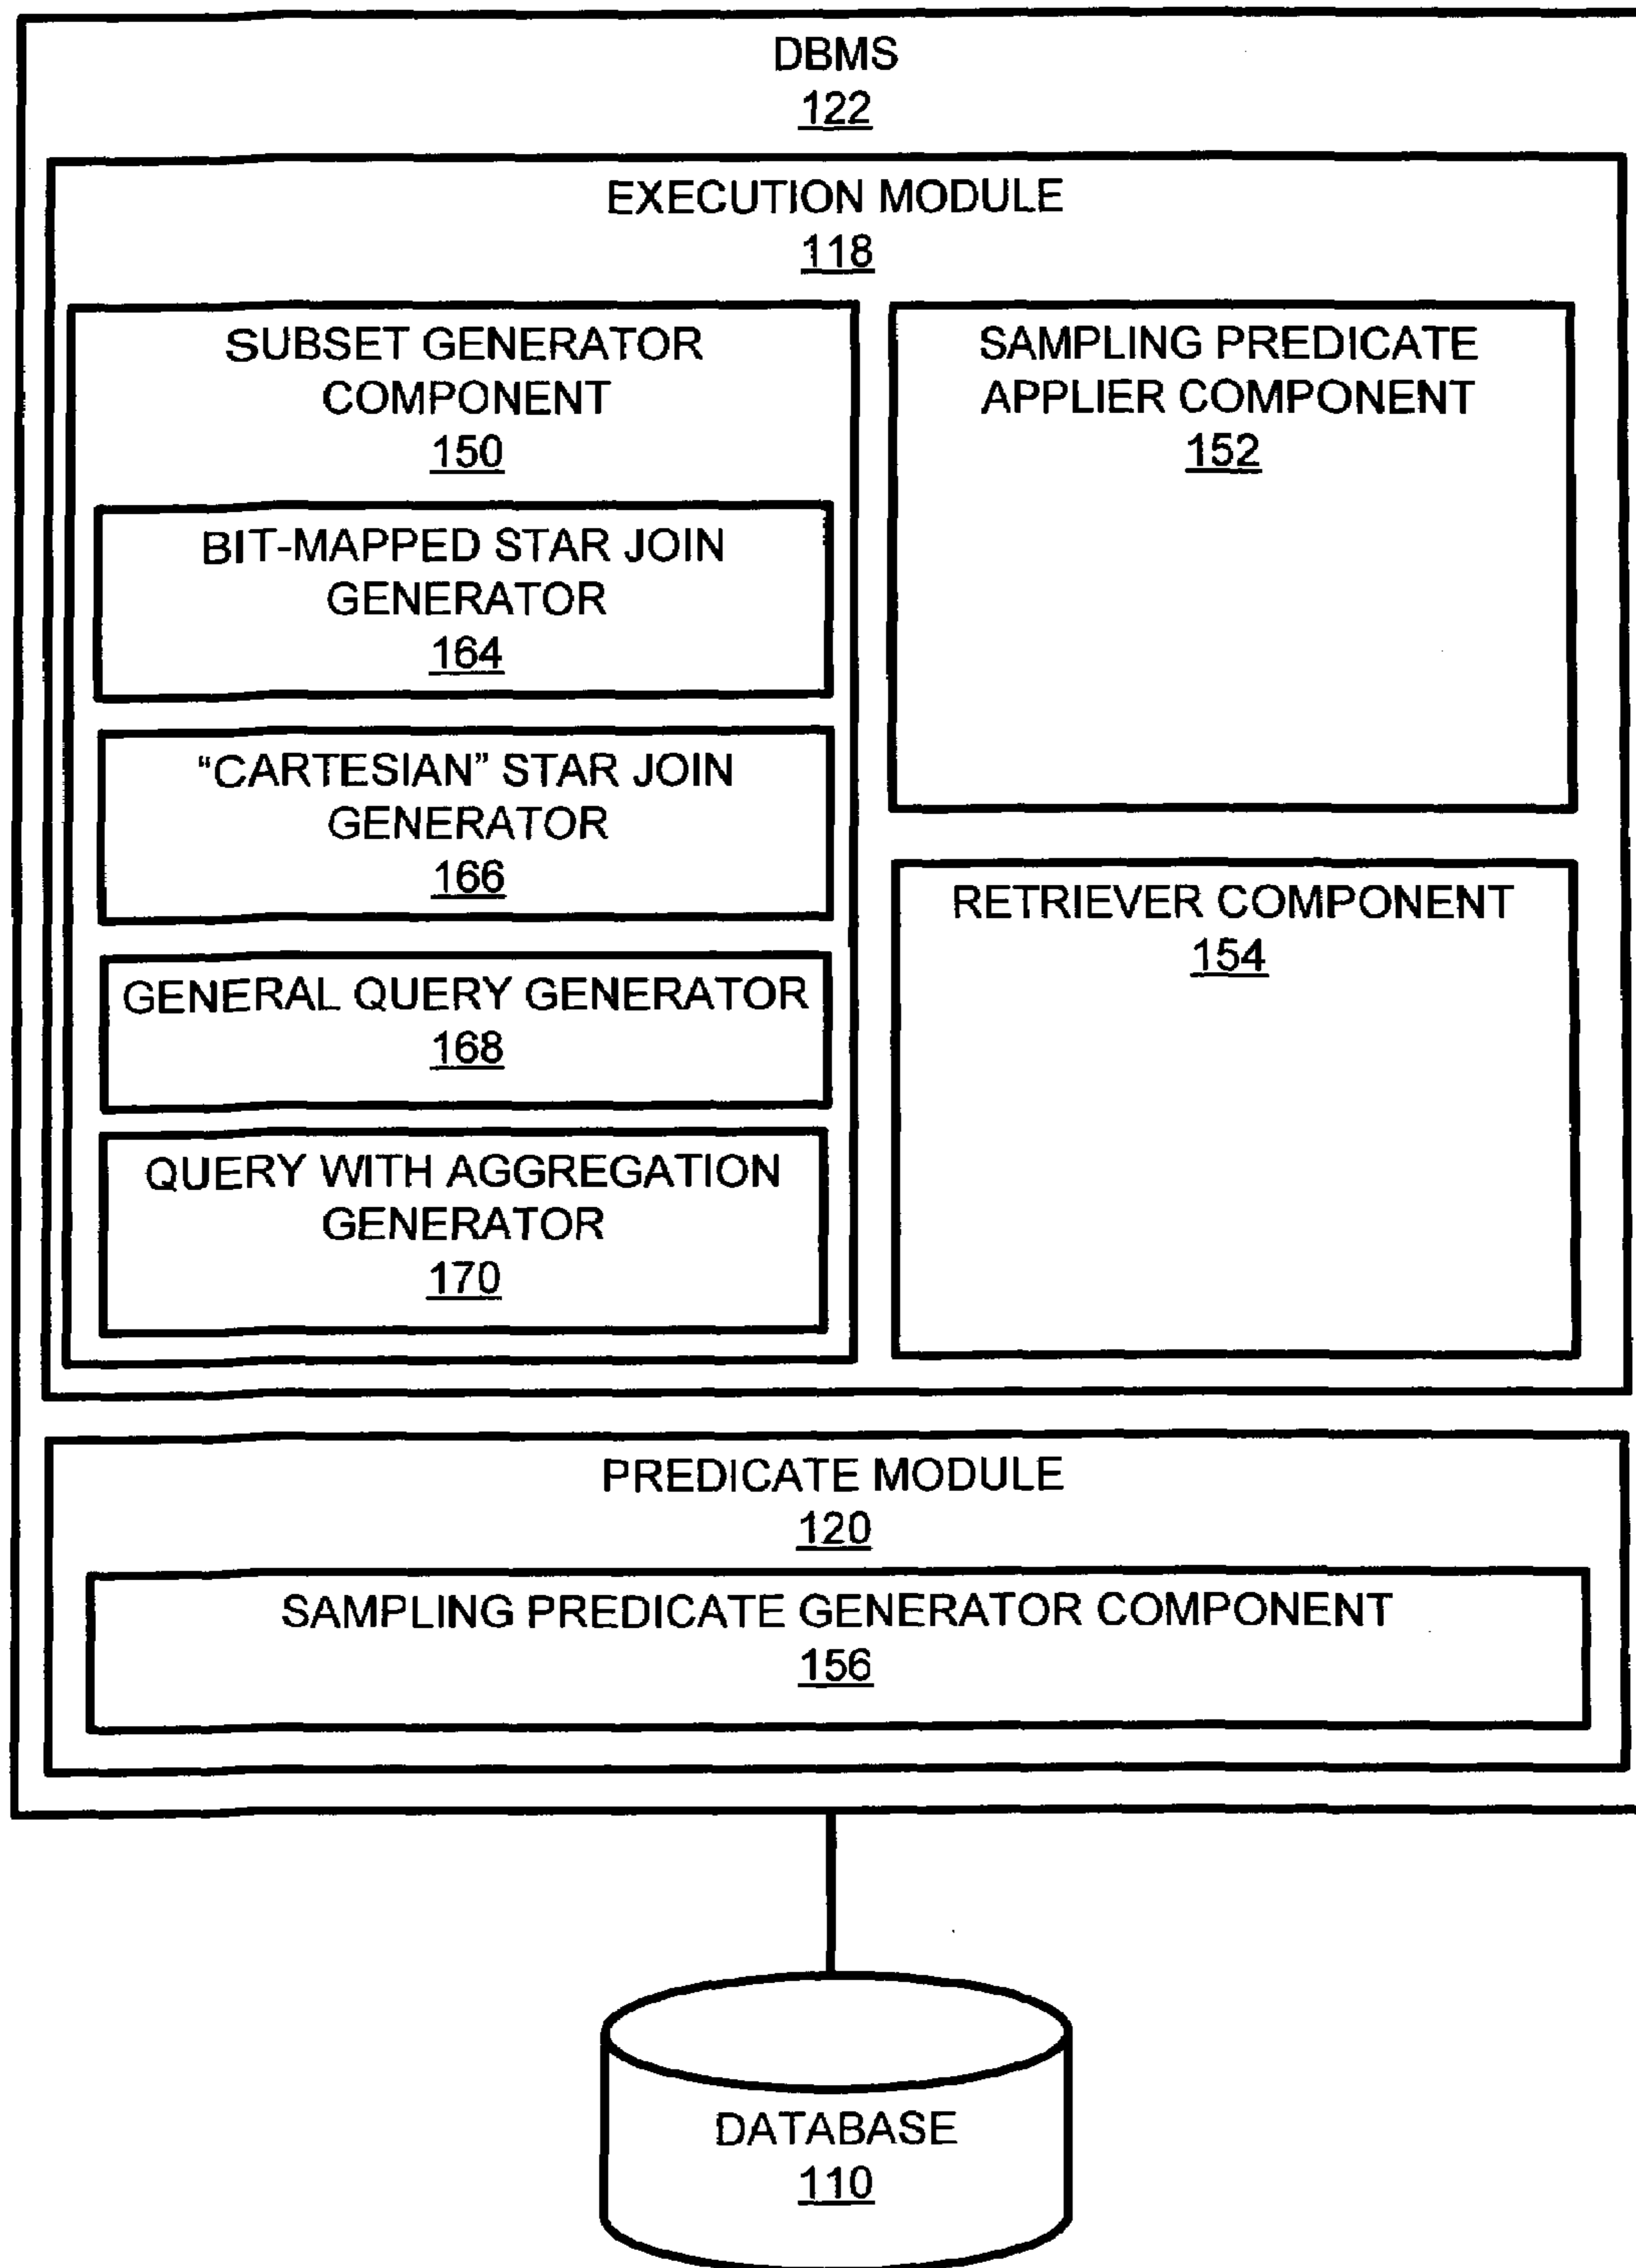 DBMS
122
EXECUTION MODULE
118
SUBSET GENERATOR
COMPONENT
150
BIT-MAPPED STAR JOIN
GENERATOR
164
“CARTESIAN” STAR JOIN
GENERATOR
166
GENERAL QUERY GENERATOR
168
QUERY WITH AGGREGATION
GENERATOR
170
SAMPLING PREDICATE
APPLIER COMPONENT
152
RETRIEVER COMPONENT
154
PREDICATE MODULE
120
SAMPLING PREDICATE GENERATOR COMPONENT
156
DATABASE
110